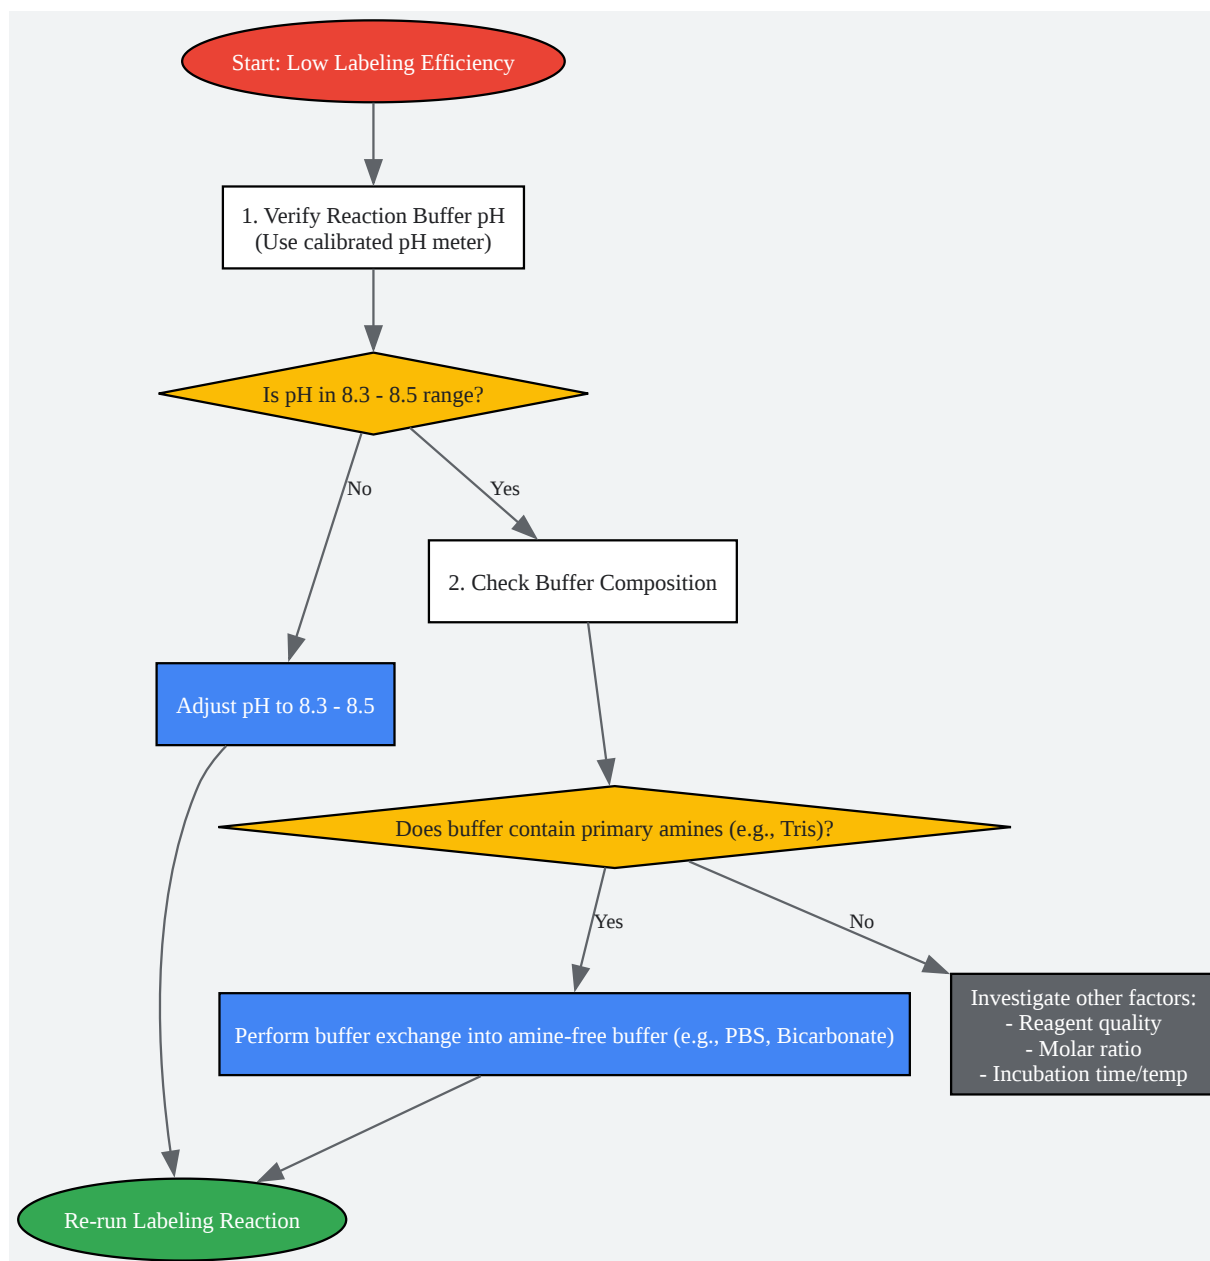 Start: Low Labeling Efficiency
1. Verify Reaction Buffer pH
(Use calibrated pH meter)
Is pH in 8.3 - 8.5 range?
No
Yes
2. Check Buffer Composition
Adjust pH to 8.3 - 8.5
Does buffer contain primary amines (e.g., Tris)?
Yes
No
Investigate other factors:
- Reagent quality
- Molar ratio
- Incubation time/temp
Perform buffer exchange into amine-free buffer (e.g., PBS, Bicarbonate)
Re-run Labeling Reaction